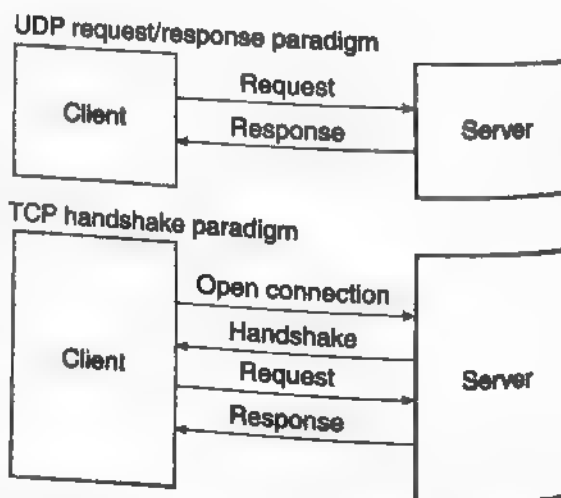 UDP request/response paradigm
Client
Request
Response
Server
TCP handshake paradigm
Client
Open connection
Handshake
Request
Response
Server